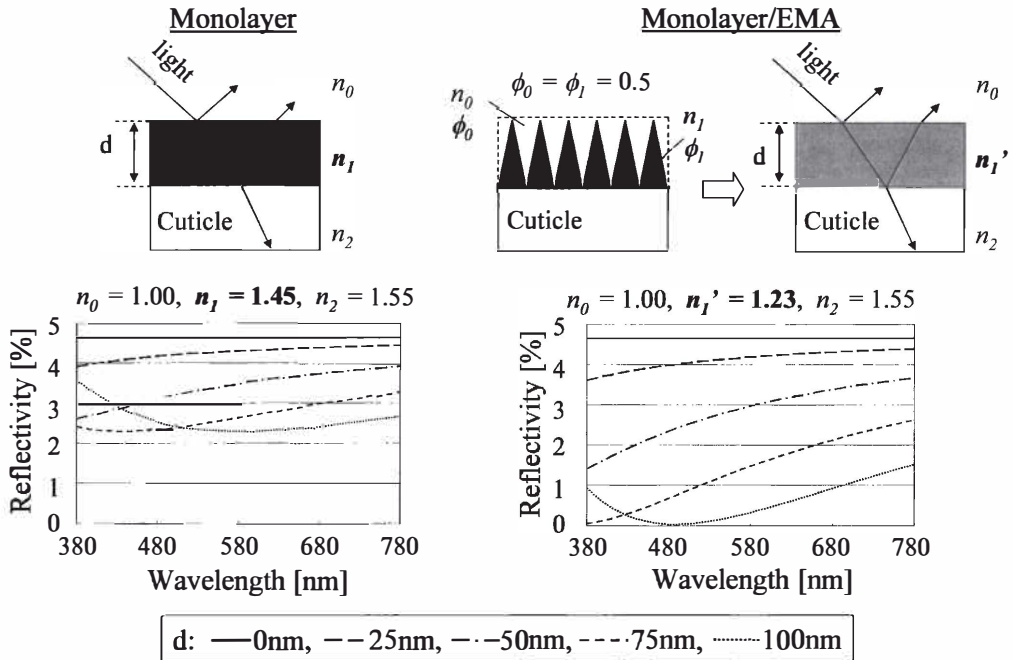 Monolayer
light
n₀
d
n₁
Cuticle
n₂
n₀ = 1.00, n₁ = 1.45, n₂ = 1.55
Reflectivity [%]
5
4
3
2
1
0
380 480 580 680 780
Wavelength [nm]
Monolayer/EMA
n₀
ϕ₀
ϕ₀ = ϕ₁ = 0.5
n₁
ϕ₁
Cuticle
light
n₀
d
n₁’
Cuticle
n₂
n₀ = 1.00, n₁’ = 1.23, n₂ = 1.55
Reflectivity [%]
5
4
3
2
1
0
380 480 580 680 780
Wavelength [nm]
d: 0nm, 25nm, 50nm, 75nm, 100nm